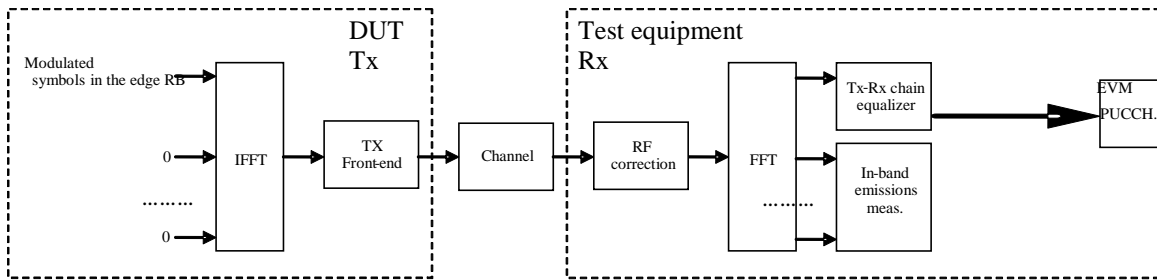 DUT
Tx
Test equipment
Rx
Modulated
symbols in the edge RB
0
………
0
IFFT
TX
Front-end
Channel
RF
correction
FFT
………
Tx-Rx chain
equalizer
In-band
emissions
meas.
EVM
PUCCH.